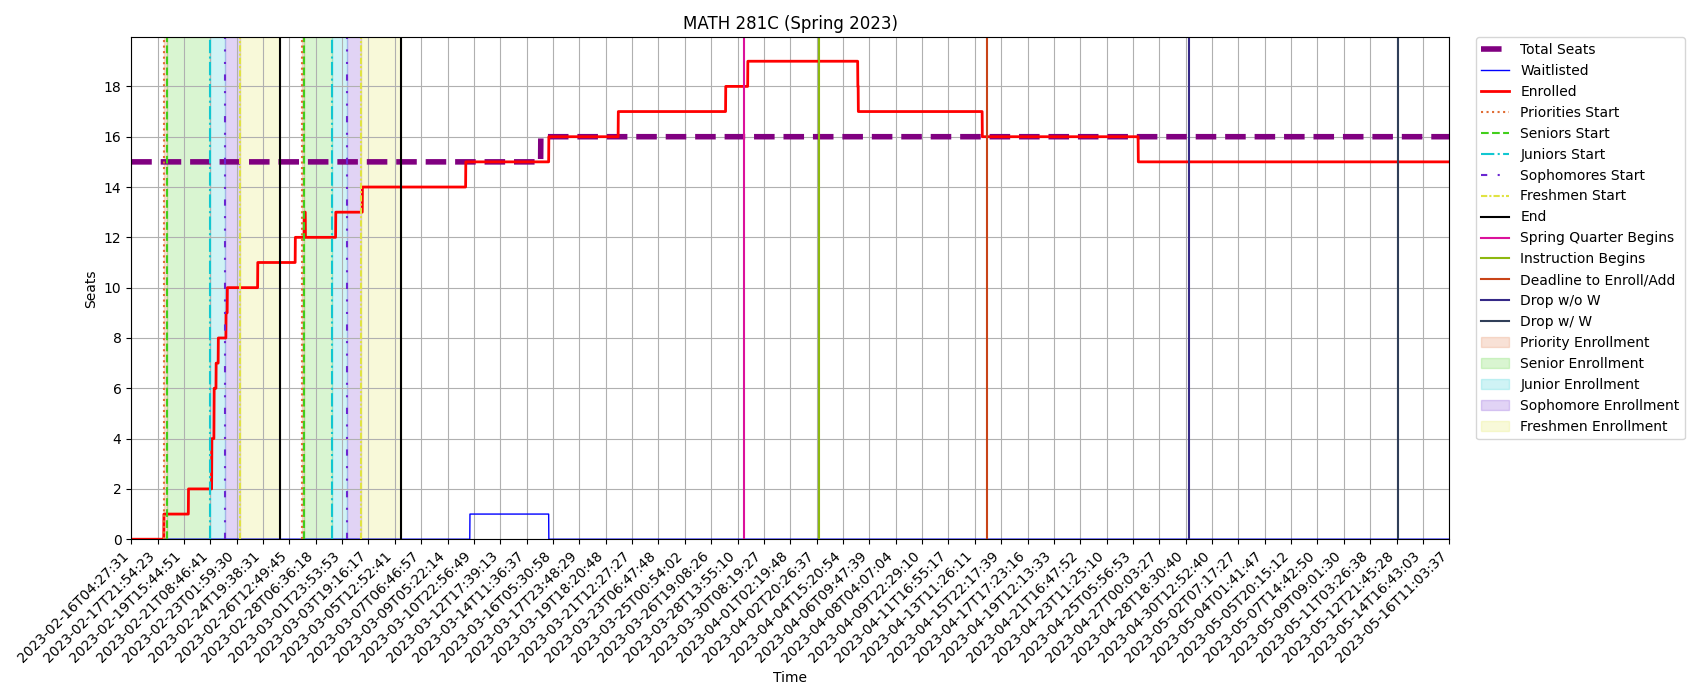 MATH 281C (Spring 2023)
Seats
18
16
14
12
10
8
6
4
2
0
2023-02-16T04:27:31
2023-02-17T21:54:23
2023-02-19T15:44:51
2023-02-21T08:46:41
2023-02-23T01:59:30
2023-02-24T19:38:31
2023-02-26T12:49:45
2023-02-28T06:36:18
2023-03-01T23:53:53
2023-03-03T19:16:17
2023-03-05T12:52:41
2023-03-07T06:46:57
2023-03-09T05:22:14
2023-03-10T22:56:49
2023-03-12T17:39:13
2023-03-14T11:36:37
2023-03-16T05:30:58
2023-03-17T23:48:29
2023-03-19T18:20:48
2023-03-21T12:27:27
2023-03-23T06:47:48
2023-03-25T00:54:02
2023-03-26T19:08:26
2023-03-28T13:55:10
2023-03-30T08:19:27
2023-04-01T02:19:48
2023-04-02T20:26:37
2023-04-04T15:20:54
2023-04-06T09:47:39
2023-04-08T04:07:04
2023-04-09T22:29:10
2023-04-11T16:55:17
2023-04-13T11:26:11
2023-04-15T22:17:39
2023-04-17T17:23:16
2023-04-19T12:13:33
2023-04-21T16:47:52
2023-04-23T11:25:10
2023-04-25T05:56:53
2023-04-27T00:03:27
2023-04-28T18:30:40
2023-04-30T12:52:40
2023-05-02T07:17:27
2023-05-04T01:41:47
2023-05-05T20:15:12
2023-05-07T14:42:50
2023-05-09T09:01:30
2023-05-11T03:26:38
2023-05-12T21:45:28
2023-05-14T16:43:03
2023-05-16T11:03:37
Time
Total Seats
Waitlisted
Enrolled
Priorities Start
Seniors Start
Juniors Start
Sophomores Start
Freshmen Start
End
Spring Quarter Begins
Instruction Begins
Deadline to Enroll/Add
Drop w/o W
Drop w/ W
Priority Enrollment
Senior Enrollment
Junior Enrollment
Sophomore Enrollment
Freshmen Enrollment